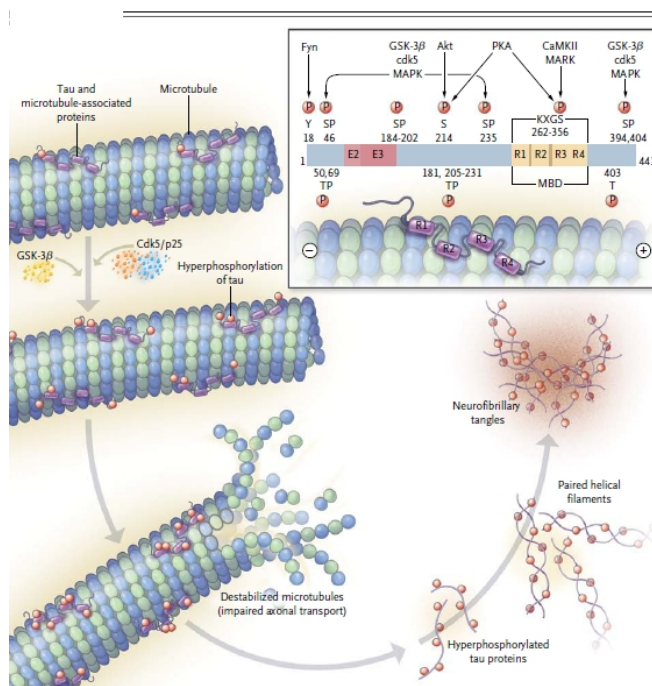 Tau and
microtubule-associated
proteins
Microtubule
GSK-3β
Cdk5/p25
Hyperphosphorylation
of tau
Destabilized microtubules
(impaired axonal transport)
Hyperphosphorylated
tau proteins
Paired helical
filaments
Neurofibrillary
tangles
Fyn
GSK-3β
cdk5
MAPK
Akt
PKA
CaMKII
MARK
GSK-3β
cdk5
MAPK
P P P P P P P
Y SP SP S SP KXGS SP
18 46 184-202 214 235 262-356 394,404
1 E2 E3 R1 R2 R3 R4 44
50,69 181, 205-231 MBD 403
TP TP T
P P P
R1 R2 R3 R4
− +